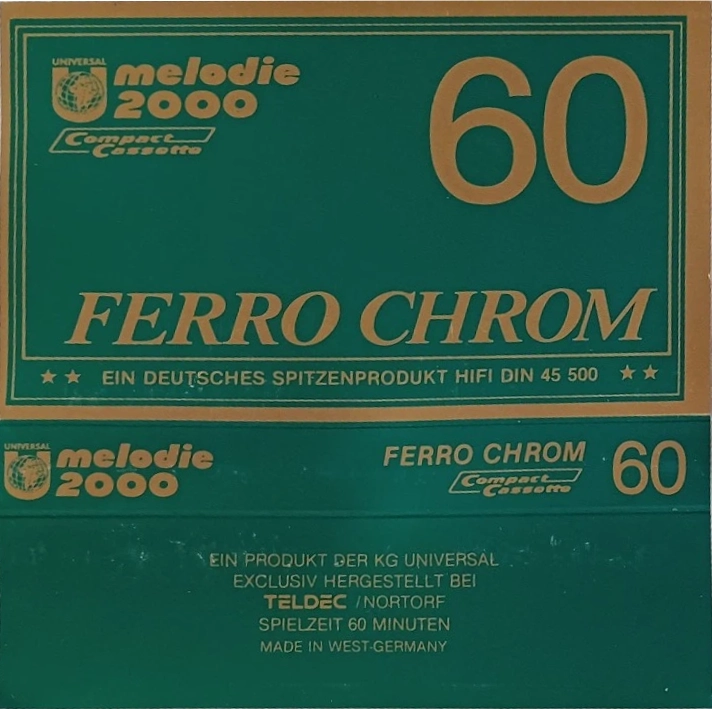 UNIVERSAL
melodie
2000
Compact
Cassette
60
FERRO CHROM
★★ EIN DEUTSCHES SPITZENPRODUKT HIFI DIN 45 500 ★★
UNIVERSAL
melodie
2000
FERRO CHROM
Compact
Cassette
60
EIN PRODUKT DER KG UNIVERSAL
EXCLUSIV HERGESTELLT BEI
TELDEC /NORTORF
SPIELZEIT 60 MINUTEN
MADE IN WEST-GERMANY